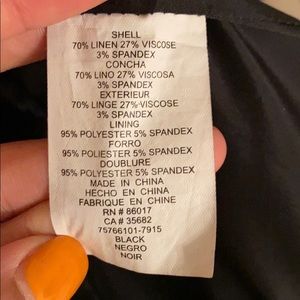 SHELL
70% LINEN 27% VISCOSE
3% SPANDEX
CONCHA
70% LINO 27% VISCOSA
3% SPANDEX
EXTERIEUR
70% LINGE 27% VISCOSE
3% SPANDEX
LINING
95% POLYESTER 5% SPANDEX
FORRO
95% POLYESTER 5% SPANDEX
DOUBLURE
95% POLYESTER 5% SPANDEX
MADE IN CHINA
HECHO EN CHINA
FABRIQUE EN CHINE
RN # 86017
CA # 35682
75766101-7915
BLACK
NEGRO
NOIR